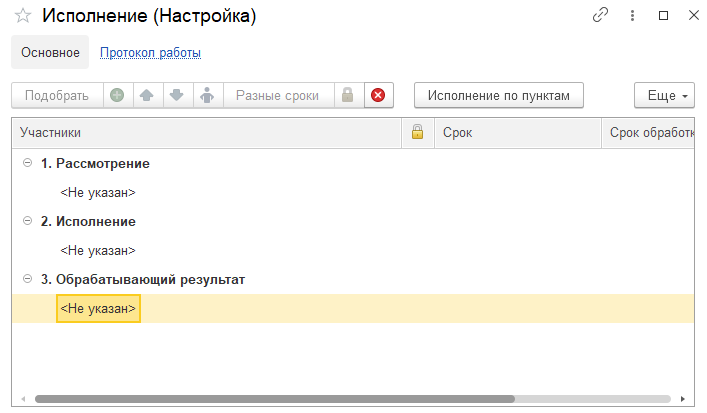 Исполнение (Настройка)
Основное Протокол работы
Подобрать Разные сроки Исполнение по пунктам Еще
Участники Срок Срок обработк
1. Рассмотрение
<Не указан>
2. Исполнение
<Не указан>
3. Обрабатывающий результат
<Не указан>